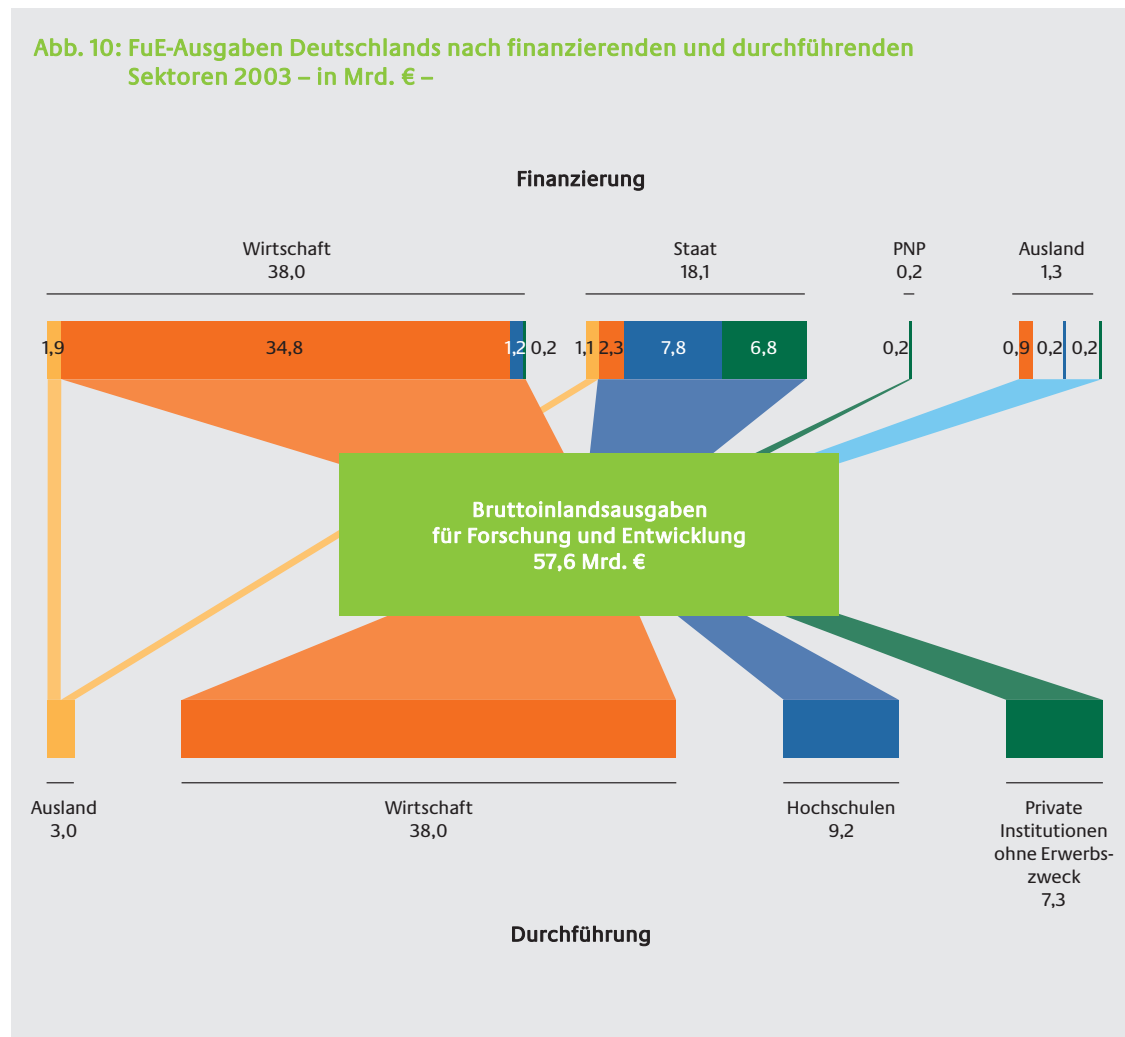 Abb. 10: FuE-Ausgaben Deutschlands nach finanzierenden und durchführenden
Sektoren 2003 – in Mrd. € –
Finanzierung
Wirtschaft
38,0
Staat
18,1
PNP
0,2
Ausland
1,3
1,9
34,8
1,2
0,2
1,1
2,3
7,8
6,8
0,2
0,9
0,2
0,2
Bruttoinlandsausgaben
für Forschung und Entwicklung
57,6 Mrd. €
Ausland
3,0
Wirtschaft
38,0
Hochschulen
9,2
Private
Institutionen
ohne Erwerbs-
zweck
7,3
Durchführung